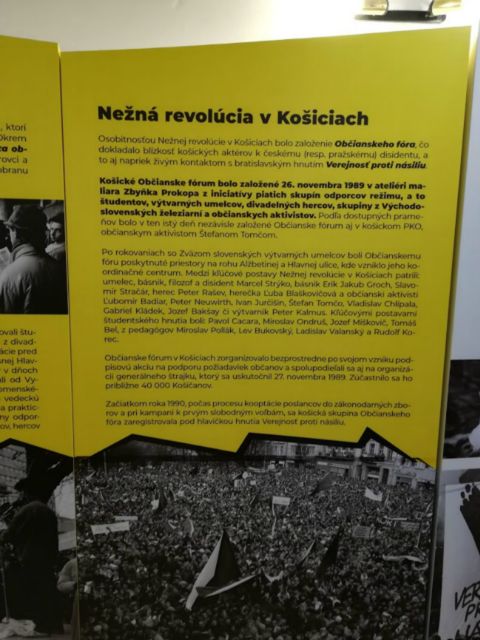 Nežná revolúcia v Košiciach
Osobitnosťou Nežnej revolúcie v Košiciach bolo založenie Občianskeho fóra, čo
dokladalo blízkosť košických aktérov k českému (resp. pražskému) disidentu, a
to aj napriek živým kontaktom s bratislavským hnutím Verejnosť proti násiliu.
Košické Občianske fórum bolo založené 26. novembra 1989 v ateliéri ma-
liara Zbyňka Prokopa z iniciatívy piatich skupín odporcov režimu, a to
študentov, výtvarných umelcov, divadelných hercov, skupiny z Východo-
slovenských železiarní a občianskych aktivistov. Podľa dostupných prame-
ňov bolo v ten istý deň nezávisle založené Občianske fórum aj v košickom PKO,
občianskym aktivistom Štefanom Tomčom.
Po rokovaniach so Zväzom slovenských výtvarných umelcov boli Občianskemu
fóru poskytnuté priestory na rohu Alžbetinej a Hlavnej ulice, kde vzniklo jeho ko-
ordinačné centrum. Medzi kľúčové postavy Nežnej revolúcie v Košiciach patrili:
umelec, básnik, filozof a disident Marcel Strýko, básnik Erik Jakub Groch, Slavo-
mír Stračár, herec Peter Rašev, herečka Ľuba Blaškovičová a občianski aktivisti
Ľubomir Badiar, Peter Neuwirth, Ivan Jurčišin, Štefan Tomčo, Vladislav Chlipala,
Gabriel Kládek, Jozef Bakšay či výtvarník Peter Kalmus. Kľúčovými postavami
študentského hnutia boli: Pavol Cacara, Miroslav Ondruš, Jozef Miškovič, Tomáš
Bel, z pedagógov Miroslav Pollák, Lev Bukovský, Ladislav Valanský a Rudolf Ko-
rec.
Občianske fórum v Košiciach zorganizovalo bezprostredne po svojom vzniku pod-
pisovú akciu na podporu požiadaviek občanov a spolupodieľali sa aj na organizá-
cii generálneho štrajku, ktorý sa uskutočnil 27. novembra 1989. Zúčastnilo sa ho
približne 40 000 Košičanov.
Začiatkom roka 1990, počas procesu kooptácie poslancov do zákonodarných zbo-
rov a pri kampani k prvým slobodným voľbám, sa košická skupina Občianskeho
fóra zaregistrovala pod hlavičkou hnutia Verejnosť proti násiliu.